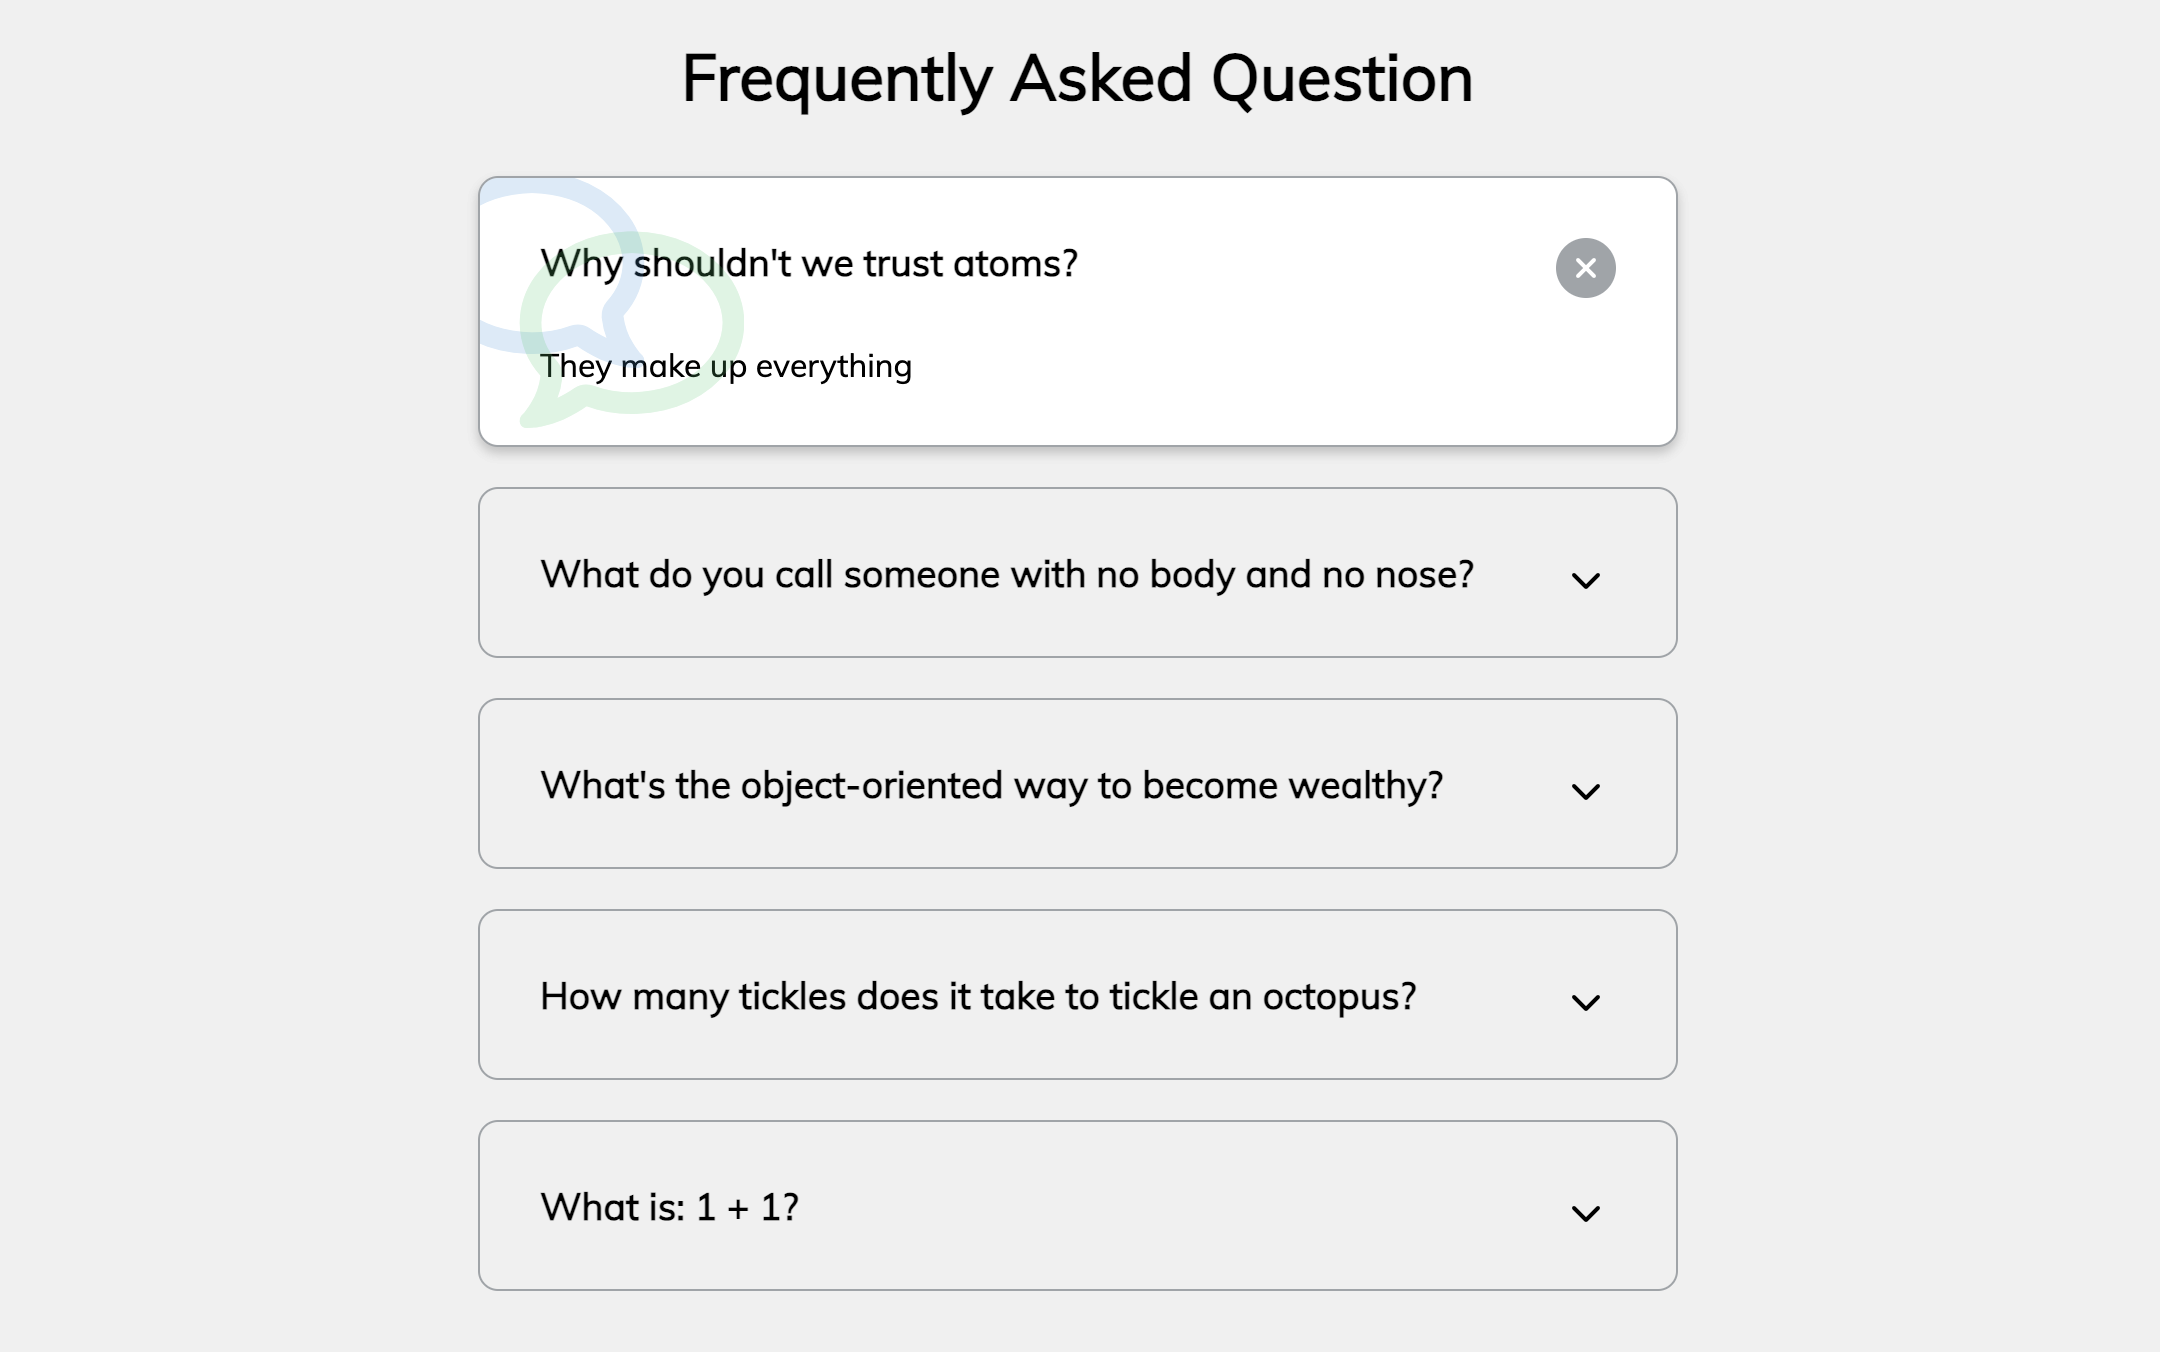 Frequently Asked Question
Why shouldn't we trust atoms?
They make up everything
What do you call someone with no body and no nose?
What's the object-oriented way to become wealthy?
How many tickles does it take to tickle an octopus?
What is: 1 + 1?